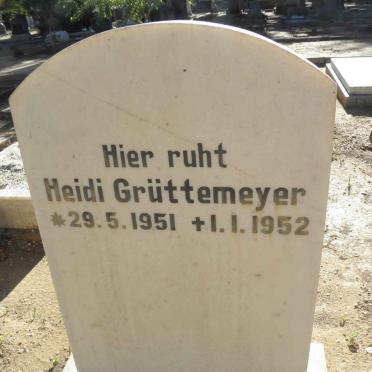 Hier ruht
Heidi Grüttemeyer
*29.5.1951 +1.1.1952